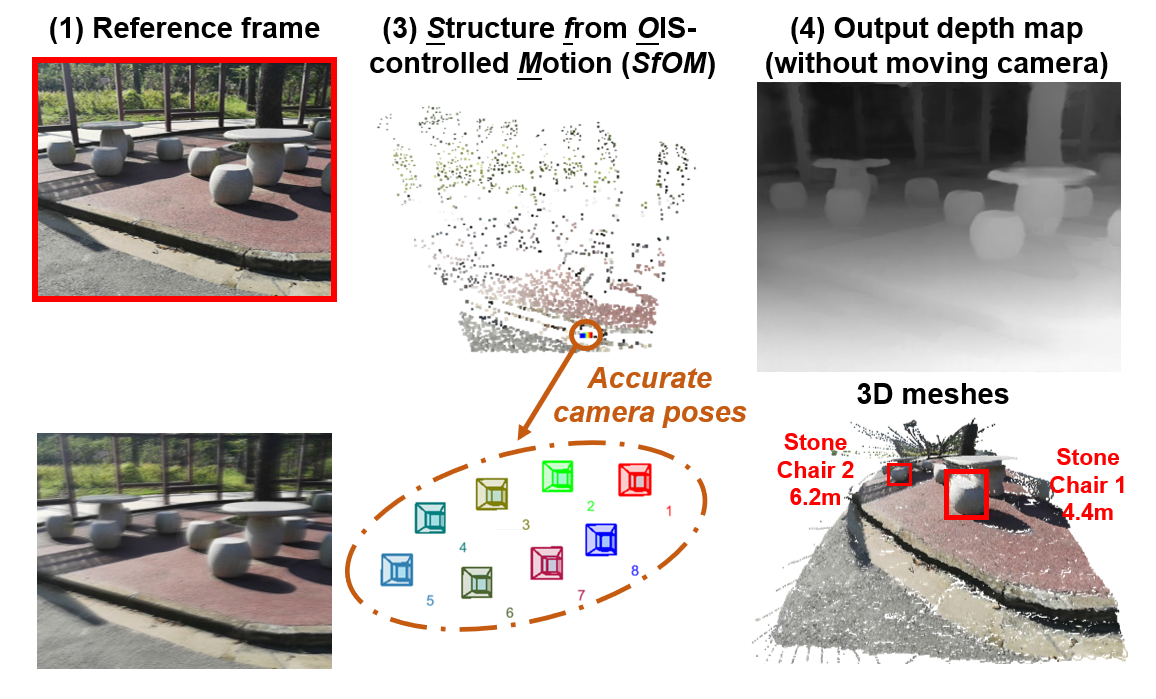 (1) Reference frame
(3) Structure from OIS-
controlled Motion (SfOM)
(4) Output depth map
(without moving camera)
Accurate
camera poses
1
2
3
4
5
6
7
8
3D meshes
Stone
Chair 2
6.2m
Stone
Chair 1
4.4m